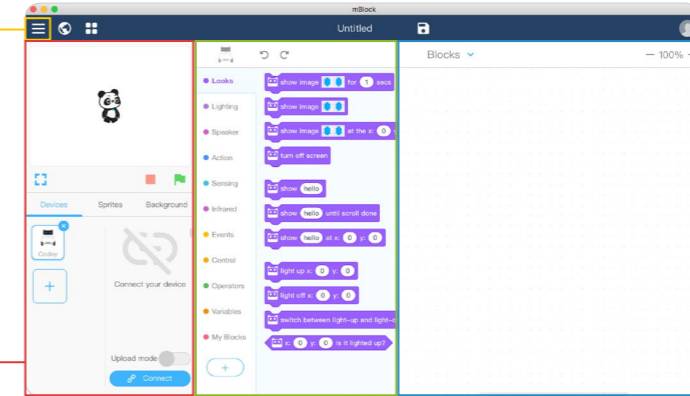 mBlock
Untitled
Blocks
100%
Looks
show image for 1 secs
Lighting
show image
Speaker
show image at the x: 0
Action
turn off screen
Sensing
show hello
Devices Sprites Background
Infrared
show hello until scroll done
Events
show hello at x: 0 y: 0
Codey
Control
light up x: 0 y: 0
Connect your device
Operators
light off x: 0 y: 0
Variables
switch between light-up and light-
My Blocks
x: 0 y: 0 is it lighted up?
Upload mode
Connect